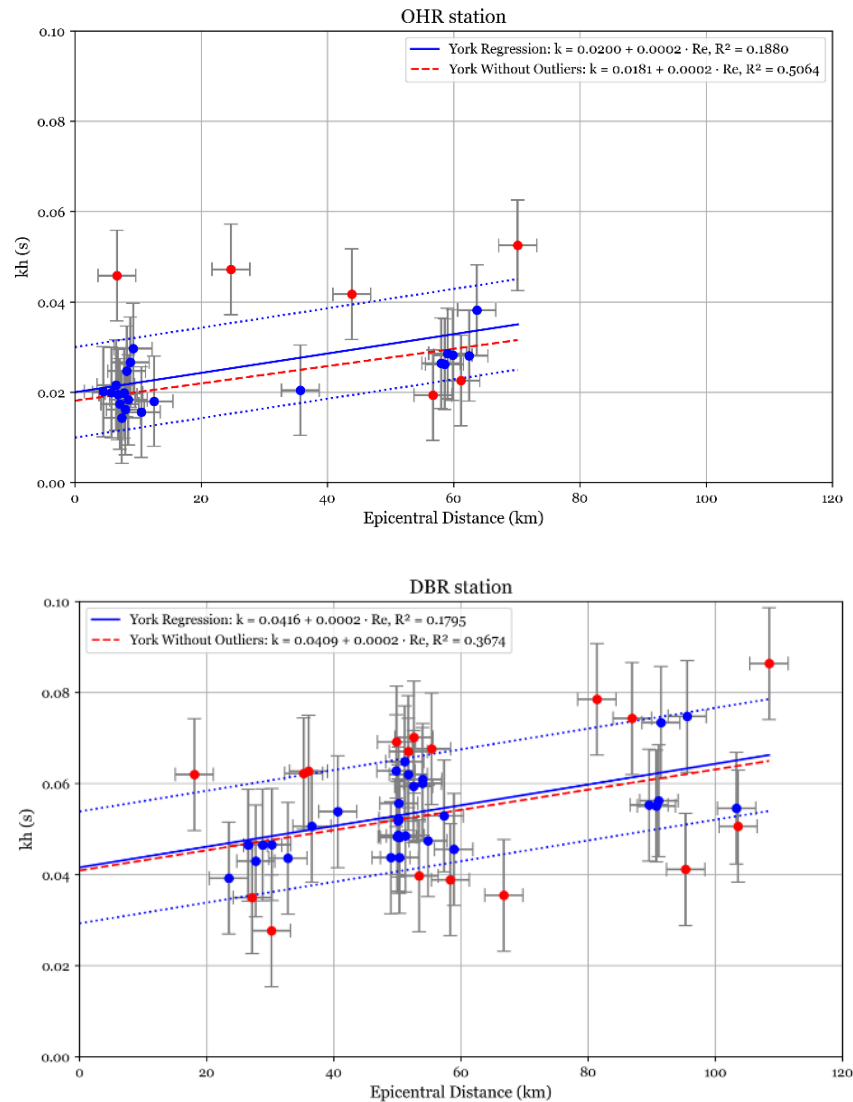 OHR station
York Regression: k = 0.0200 + 0.0002 · Re, R² = 0.1880
York Without Outliers: k = 0.0181 + 0.0002 · Re, R² = 0.5064
0.10
0.08
0.06
0.04
0.02
0.00
kh (s)
0 20 40 60 80 100 120
Epicentral Distance (km)
DBR station
York Regression: k = 0.0416 + 0.0002 · Re, R² = 0.1795
York Without Outliers: k = 0.0409 + 0.0002 · Re, R² = 0.3674
0.10
0.08
0.06
0.04
0.02
0.00
kh (s)
0 20 40 60 80 100 120
Epicentral Distance (km)